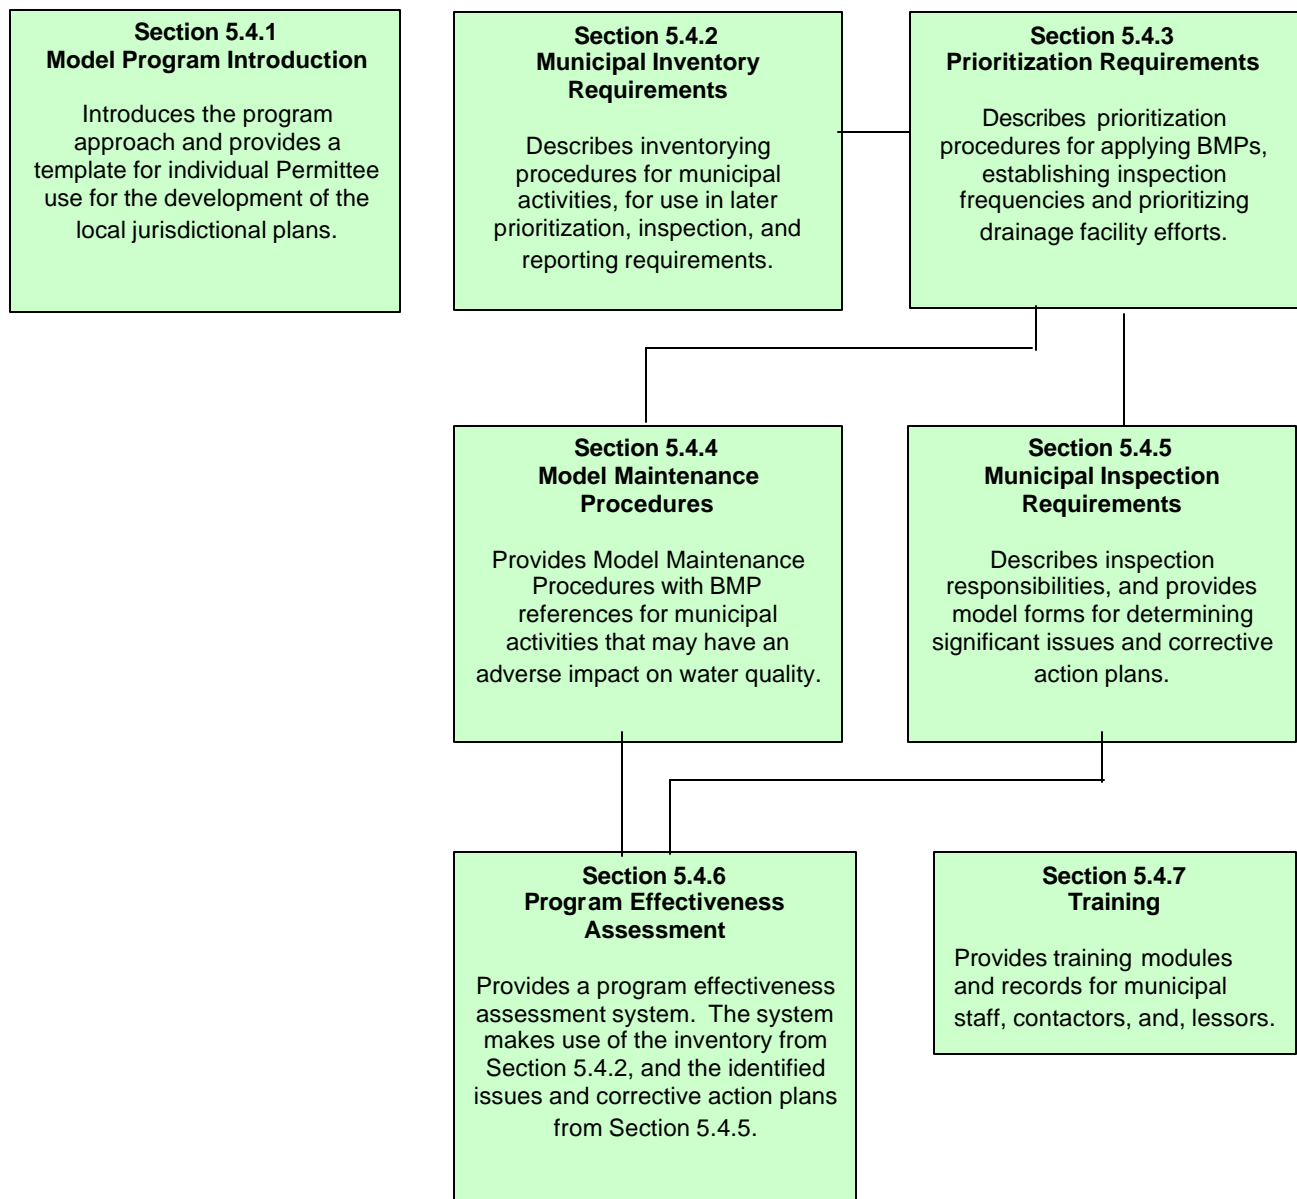 Section 5.4.1
Model Program Introduction
Introduces the program
approach and provides a
template for individual Permittee
use for the development of the
local jurisdictional plans.
Section 5.4.2
Municipal Inventory
Requirements
Describes inventorying
procedures for municipal
activities, for use in later
prioritization, inspection, and
reporting requirements.
Section 5.4.3
Prioritization Requirements
Describes prioritization
procedures for applying BMPs,
establishing inspection
frequencies and prioritizing
drainage facility efforts.
Section 5.4.4
Model Maintenance
Procedures
Provides Model Maintenance
Procedures with BMP
references for municipal
activities that may have an
adverse impact on water quality.
Section 5.4.5
Municipal Inspection
Requirements
Describes inspection
responsibilities, and provides
model forms for determining
significant issues and corrective
action plans.
Section 5.4.6
Program Effectiveness
Assessment
Provides a program effectiveness
assessment system.  The system
makes use of the inventory from
Section 5.4.2, and the identified
issues and corrective action plans
from Section 5.4.5.
Section 5.4.7
Training
Provides training modules
and records for municipal
staff, contactors, and, lessors.